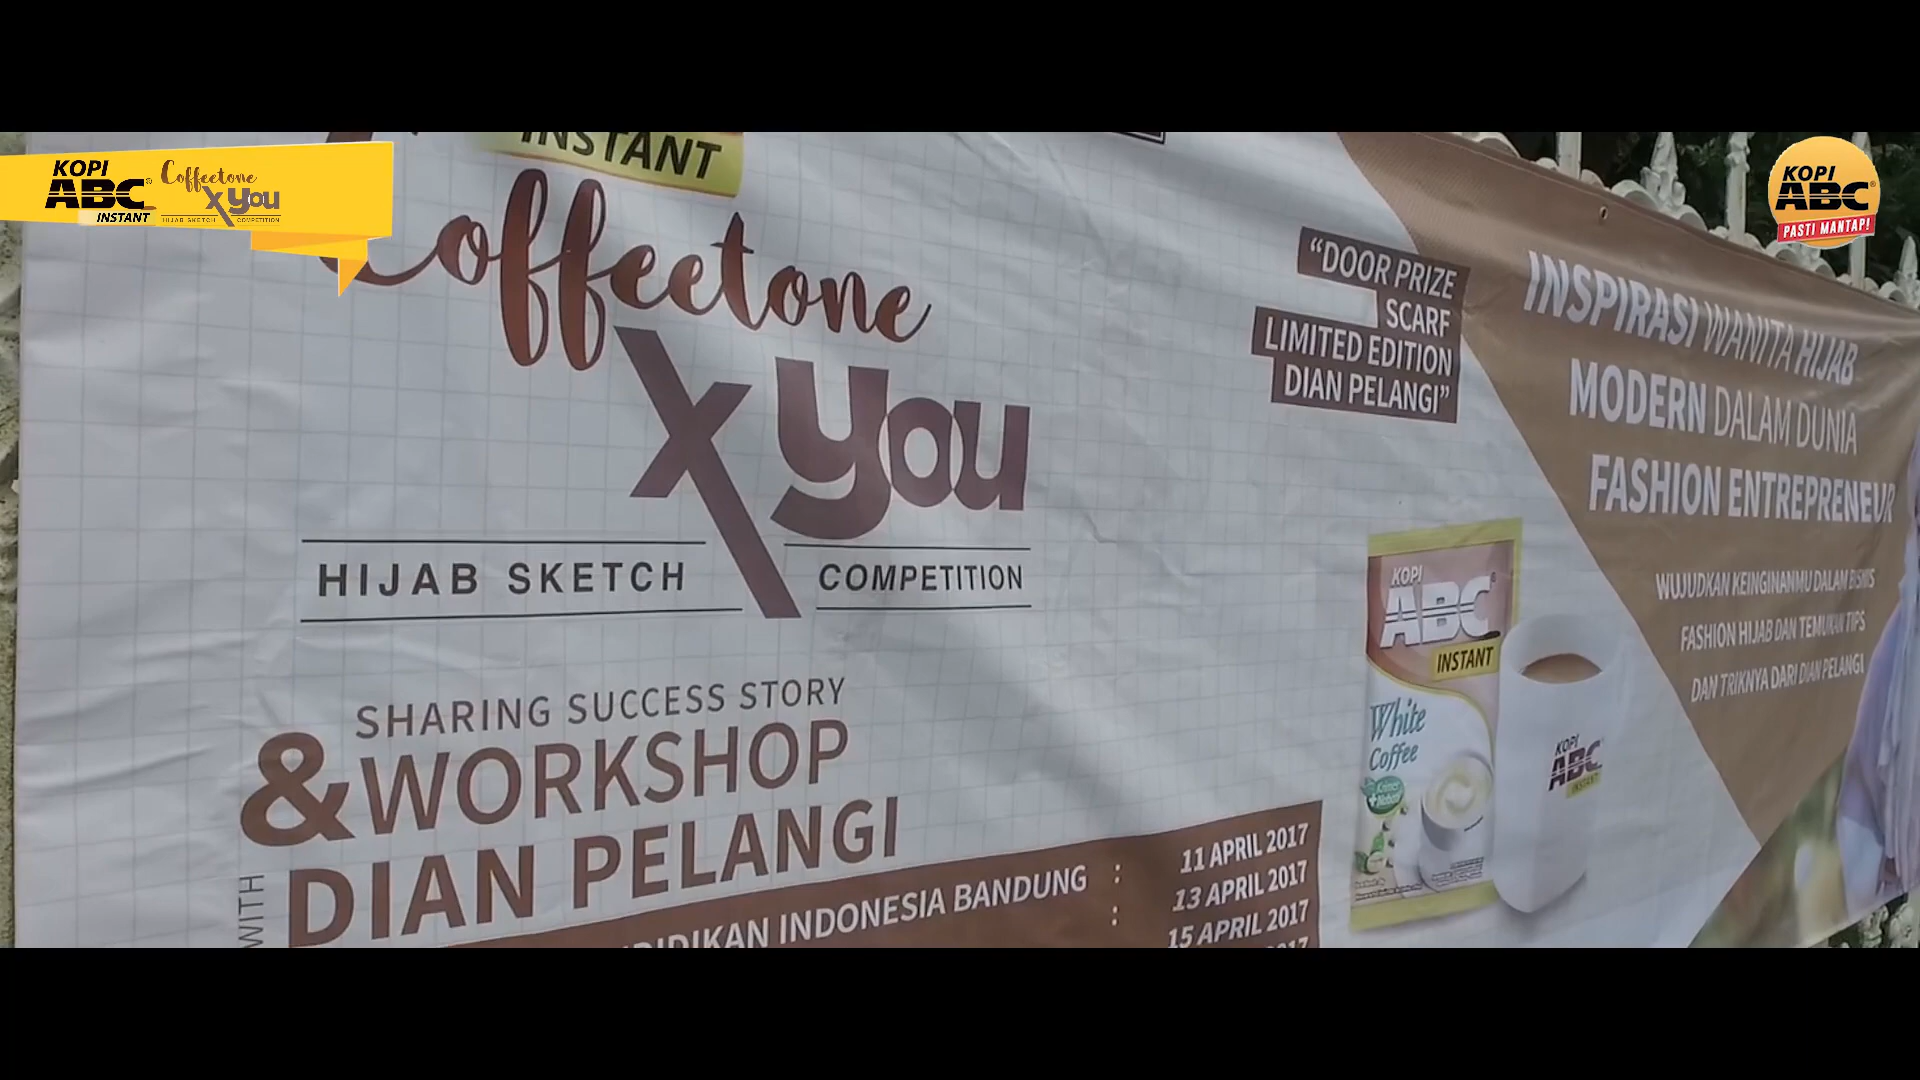 KOPI
ABC
INSTANT
Coffeetone
X You
HIJAB SKETCH COMPETITION
KOPI
ABC
PASTI MANTAP!
INSTANT
Coffeetone
X you
HIJAB SKETCH COMPETITION
SHARING SUCCESS STORY
& WORKSHOP
WITH DIAN PELANGI
INDONESIA BANDUNG : 11 APRIL 2017
: 13 APRIL 2017
15 APRIL 2017
"DOOR PRIZE
SCARF
LIMITED EDITION
DIAN PELANGI"
INSPIRASI WANITA HIJAB
MODERN DALAM DUNIA
FASHION ENTREPRENEUR
WUJUDKAN KEINGINANMU DALAM BISNIS
FASHION HIJAB DAN TEMUKAN TIPS
DAN TRIKNYA DARI DIAN PELANGI
KOPI
ABC
INSTANT
White
Coffee
Krimer
+Nabati
KOPI
ABC
INSTANT